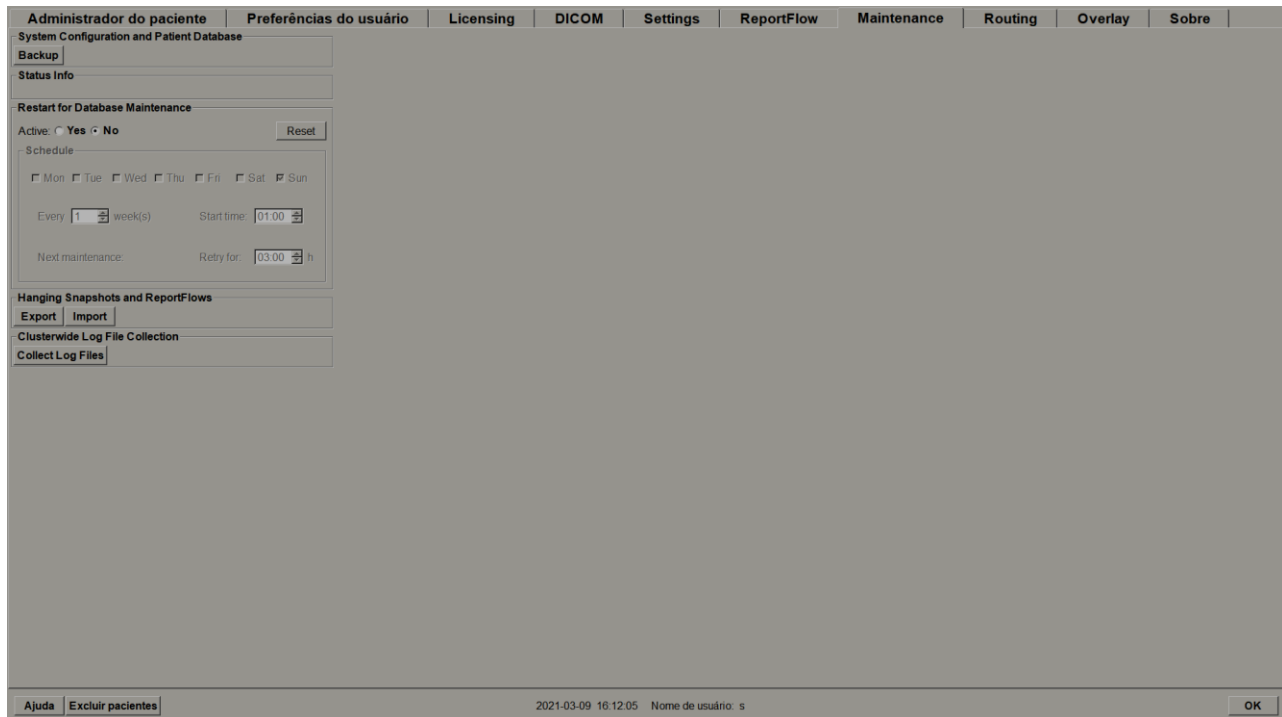 Administrador do paciente Preferências do usuário Licensing DICOM Settings ReportFlow Maintenance Routing Overlay Sobre
System Configuration and Patient Database
Backup
Status Info
Restart for Database Maintenance
Active: Yes No Reset
Schedule
Mon Tue Wed Thu Fri Sat Sun
Every 1 week(s) Start time: 01:00
Next maintenance: Retry for: 03:00 h
Hanging Snapshots and ReportFlows
Export Import
Clusterwide Log File Collection
Collect Log Files
Ajuda Excluir pacientes 2021-03-09 16:12:05 Nome de usuário: s OK